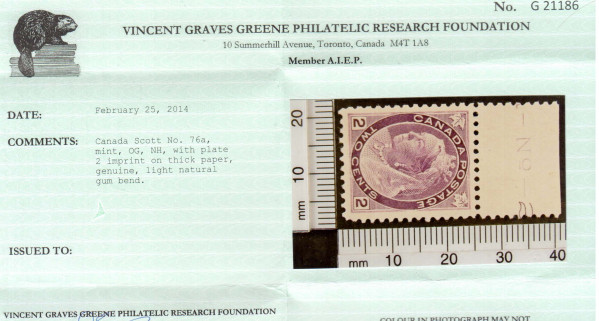 No. G 21186
VINCENT GRAVES GREENE PHILATELIC RESEARCH FOUNDATION
10 Summerhill Avenue, Toronto, Canada M4T 1A8
Member A.I.E.P.
DATE: February 25, 2014
COMMENTS: Canada Scott No. 76a,
mint, OG, NH, with plate
2 imprint on thick paper,
genuine, light natural
gum bend.
ISSUED TO:
20
10
mm
CANADA POSTAGE
TWO CENTS
2
2
mm 10 20 30 40
VINCENT GRAVES GREENE PHILATELIC RESEARCH FOUNDATION
COLOUR IN PHOTOGRAPH MAY NOT